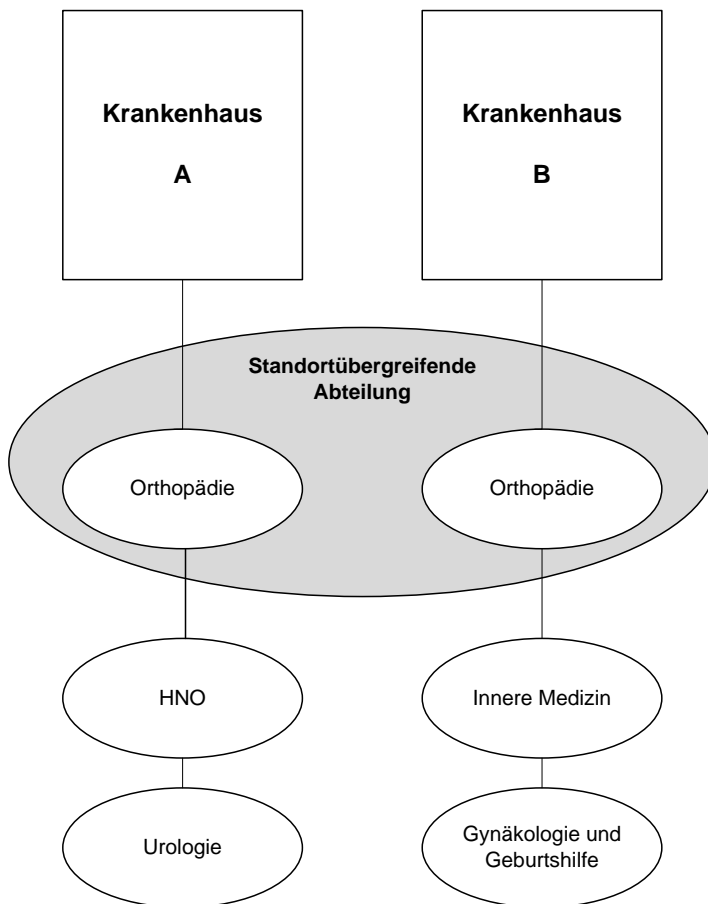 Krankenhaus
A
Krankenhaus
B
Standortübergreifende
Abteilung
Orthopädie
Orthopädie
HNO
Innere Medizin
Urologie
Gynäkologie und
Geburtshilfe